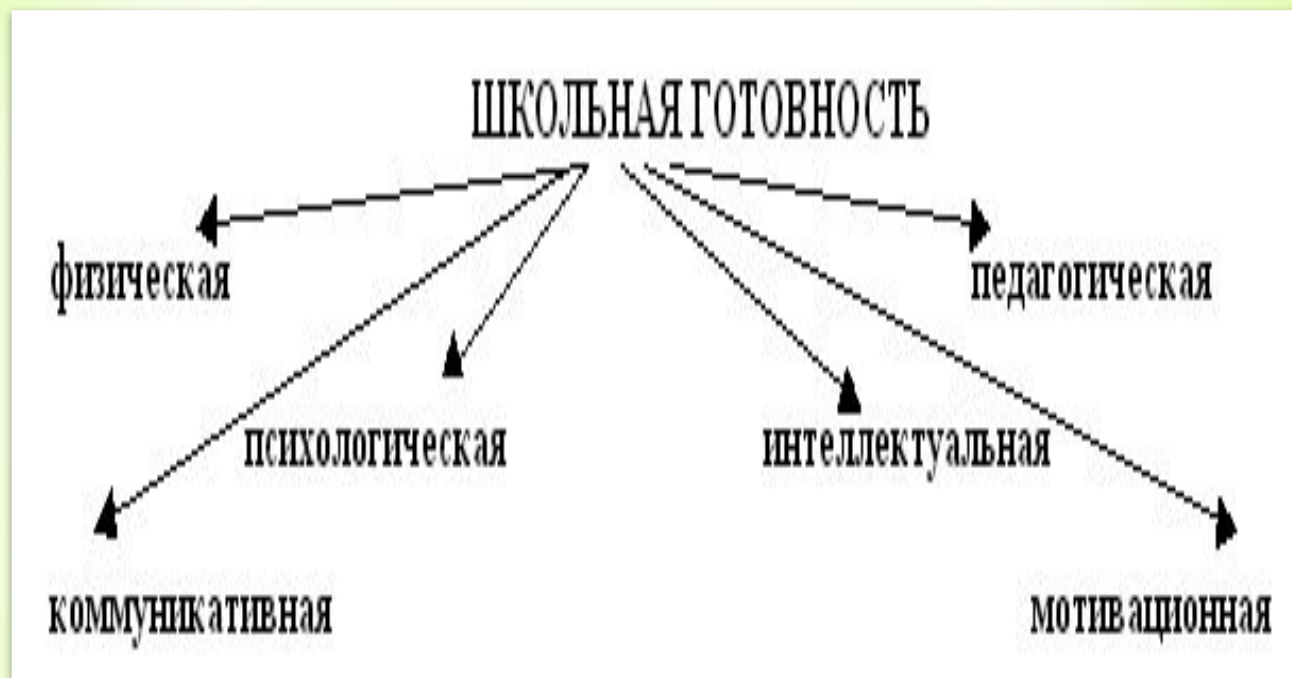 ШКОЛЬНАЯ ГОТОВНОСТЬ
физическая
педагогическая
психологическая
интеллектуальная
коммуникативная
мотивационная